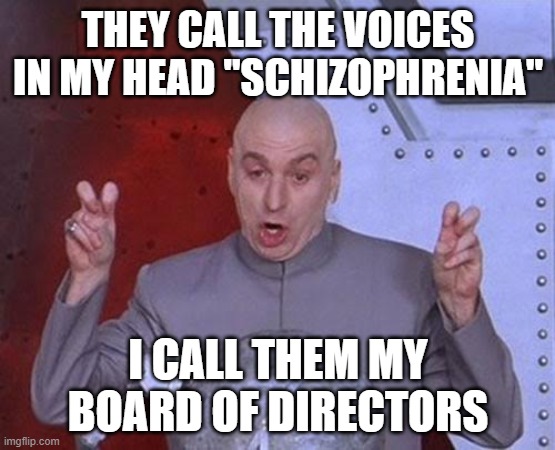 THEY CALL THE VOICES
IN MY HEAD "SCHIZOPHRENIA"
I CALL THEM MY
BOARD OF DIRECTORS
imgflip.com